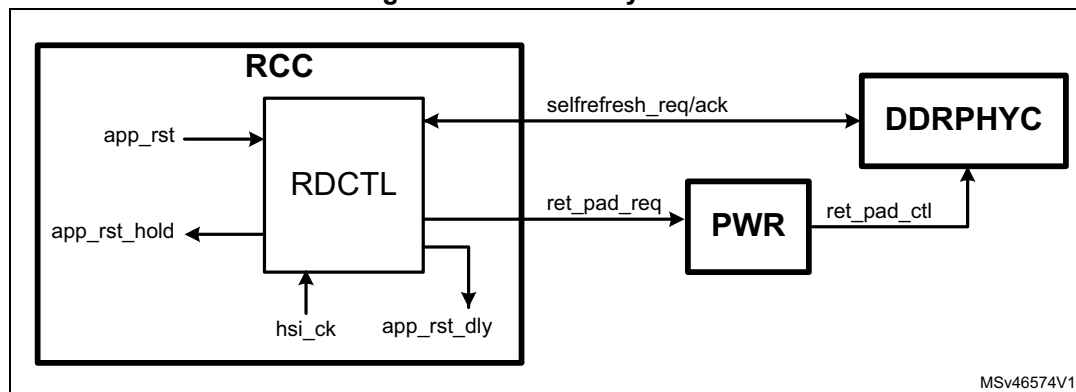 RCC
selfrefresh_req/ack
DDRPHYC
app_rst
RDCTL
ret_pad_req
PWR
ret_pad_ctl
app_rst_hold
hsi_ck
app_rst_dly
MSv46574V1